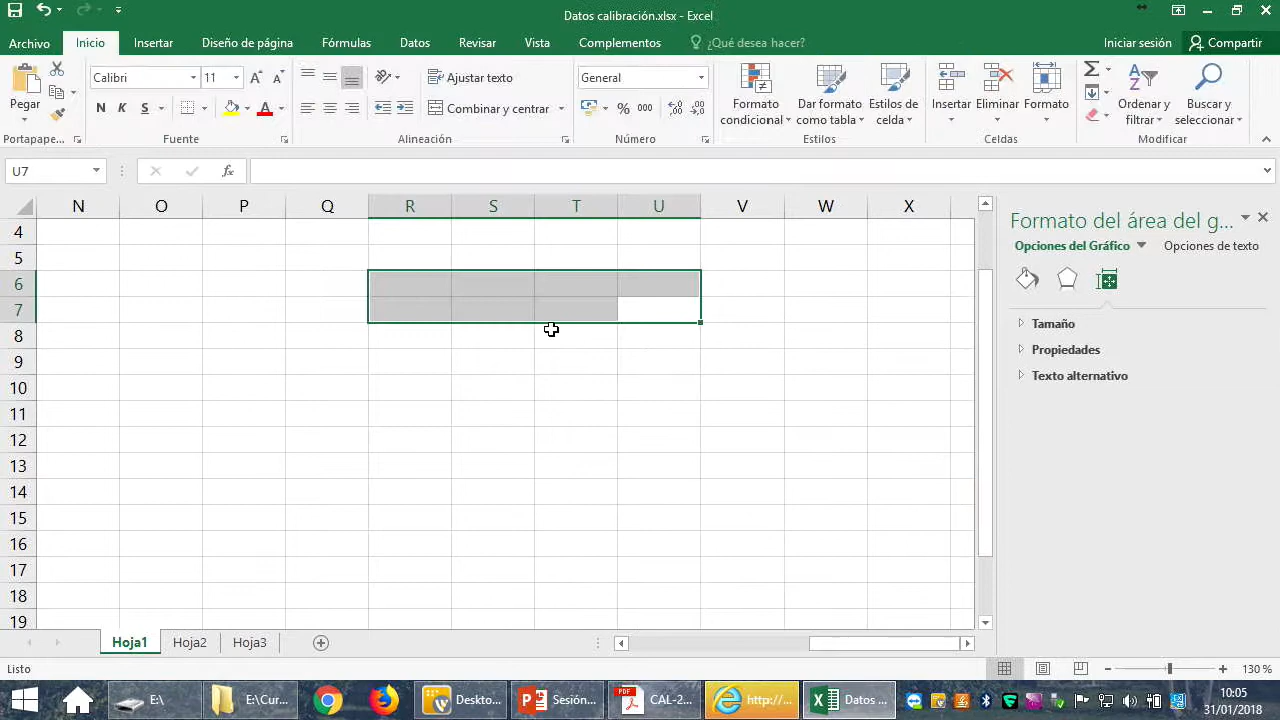 Datos calibración.xlsx - Excel
Archivo Inicio Insertar Diseño de página Fórmulas Datos Revisar Vista Complementos ¿Qué desea hacer? Iniciar sesión Compartir
Pegar
Calibri 11
N K S
Ajustar texto
Combinar y centrar
General
% 000
Formato condicional
Dar formato como tabla
Estilos de celda
Insertar Eliminar Formato
Ordenar y filtrar
Buscar y seleccionar
Portapape... Fuente Alineación Número Estilos Celdas Modificar
U7 fx
N O P Q R S T U V W X
4
5
6
7
8
9
10
11
12
13
14
15
16
17
18
19
Formato del área del g...
Opciones del Gráfico Opciones de texto
Tamaño
Propiedades
Texto alternativo
Hoja1 Hoja2 Hoja3
Listo 130 %
E:\ E:\Cur... Deskto... Sesión... CAL-2... http://... Datos ...
10:05
31/01/2018